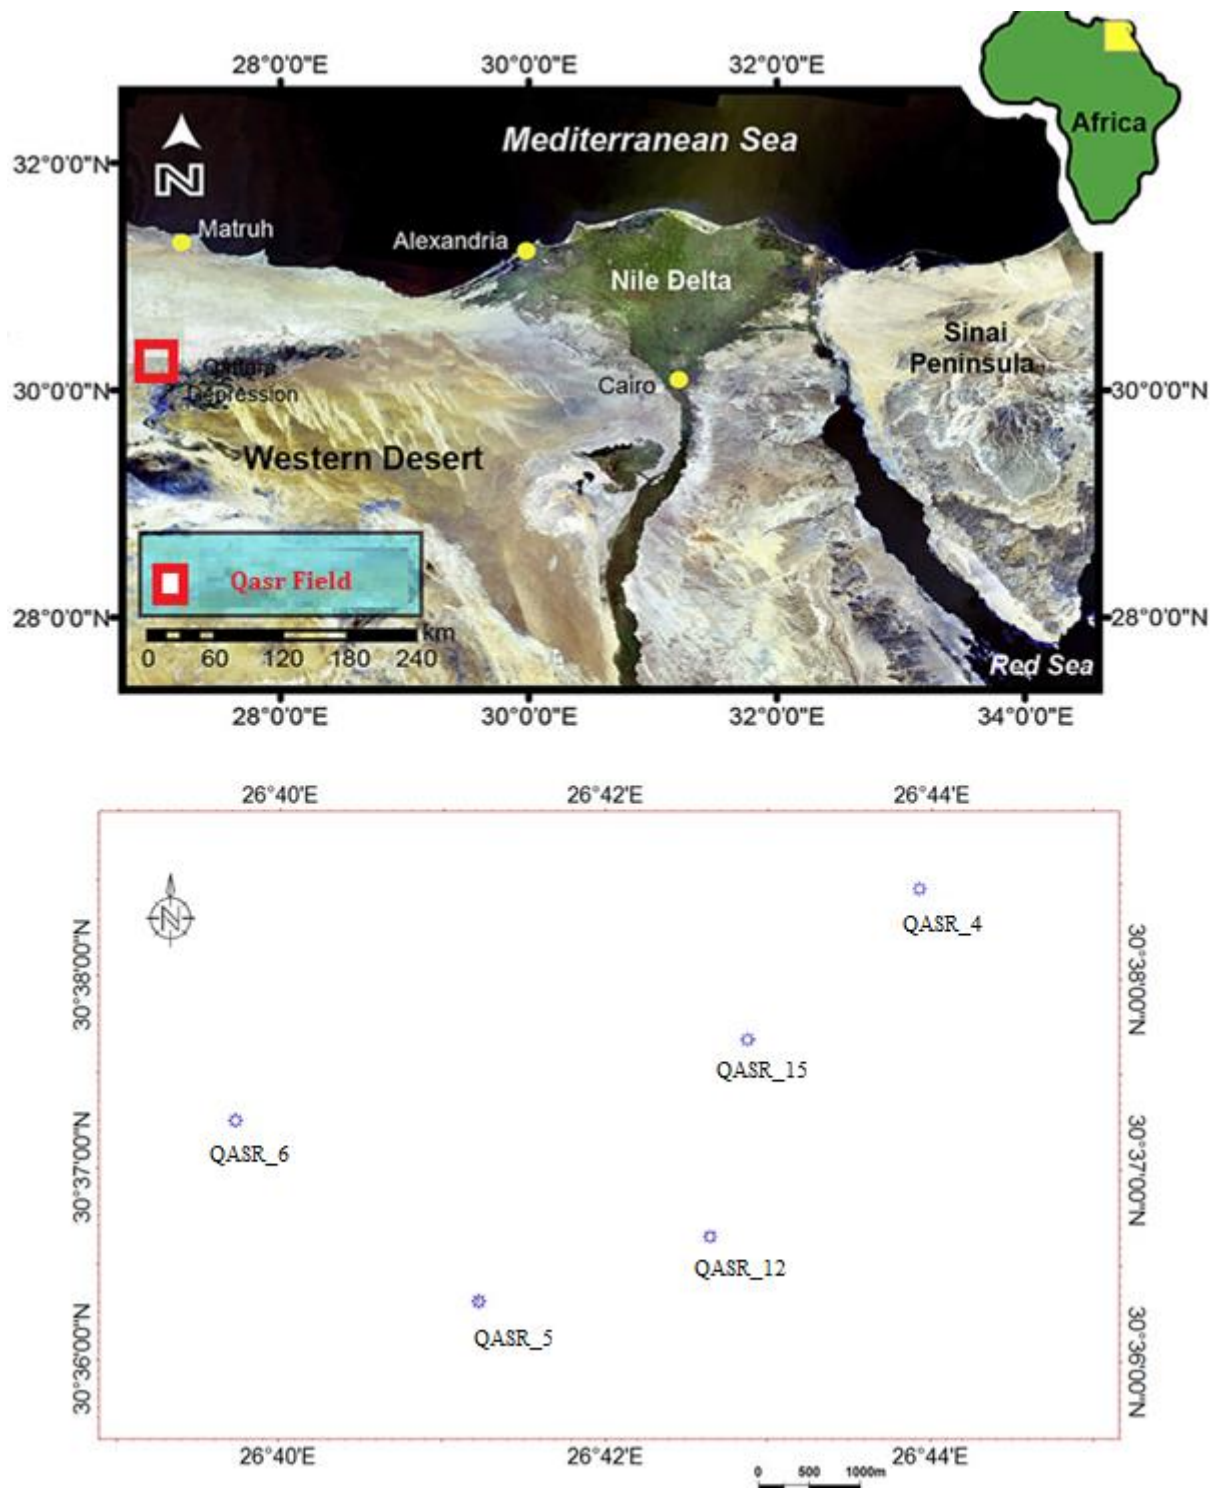 28°0'0"E 30°0'0"E 32°0'0"E
Africa
Mediterranean Sea
32°0'0"N
N
Matruh
Alexandria
Nile Delta
Sinai
Peninsula
Qattara
Depression
30°0'0"N
Cairo
30°0'0"N
Western Desert
Qasr Field
28°0'0"N
km
28°0'0"N
0 60 120 180 240
Red Sea
28°0'0"E 30°0'0"E 32°0'0"E 34°0'0"E
26°40'E 26°42'E 26°44'E
N
QASR_4
30°38'00"N
30°38'00"N
QASR_15
QASR_6
30°37'00"N
30°37'00"N
QASR_12
QASR_5
30°36'00"N
30°36'00"N
26°40'E 26°42'E 26°44'E
0 500 1000m